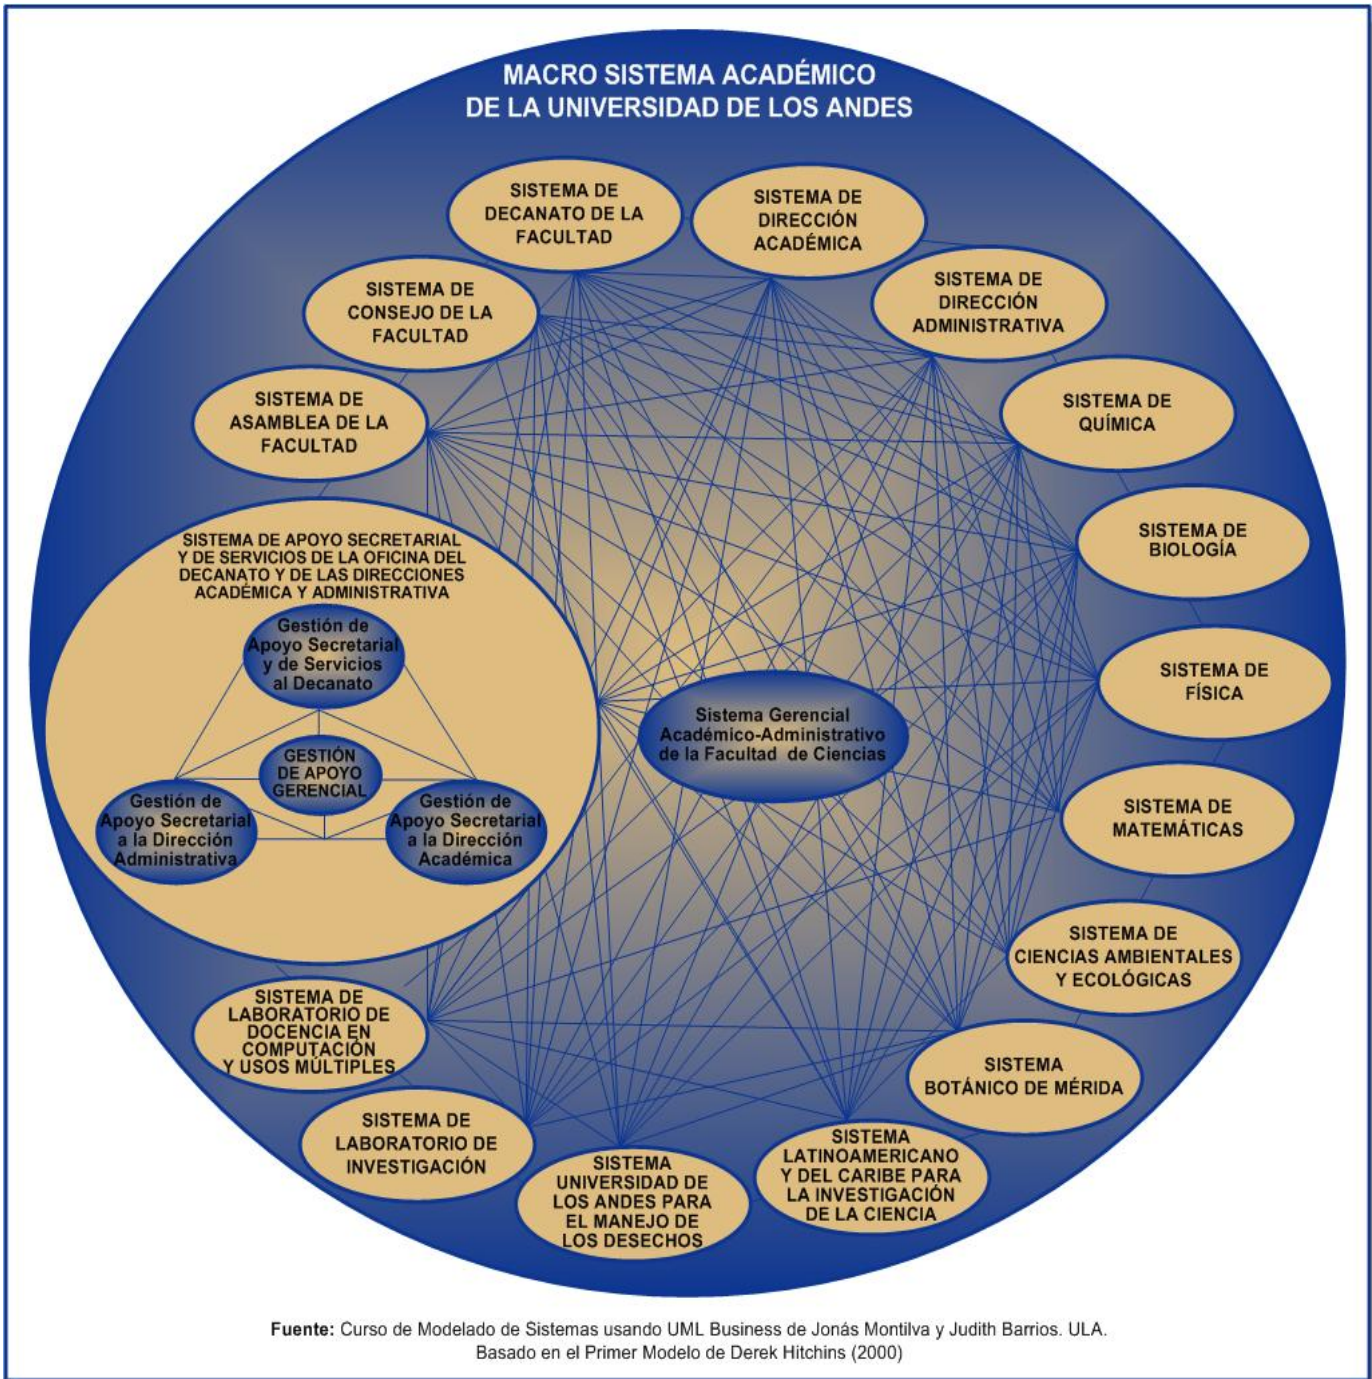 MACRO SISTEMA ACADÉMICO
DE LA UNIVERSIDAD DE LOS ANDES
SISTEMA DE
DECANATO DE LA
FACULTAD
SISTEMA DE
DIRECCIÓN
ACADÉMICA
SISTEMA DE
CONSEJO DE LA
FACULTAD
SISTEMA DE
DIRECCIÓN
ADMINISTRATIVA
SISTEMA DE
ASAMBLEA DE LA
FACULTAD
SISTEMA DE
QUÍMICA
SISTEMA DE APOYO SECRETARIAL
Y DE SERVICIOS DE LA OFICINA DEL
DECANATO Y DE LAS DIRECCIONES
ACADÉMICA Y ADMINISTRATIVA
SISTEMA DE
BIOLOGÍA
Gestión de
Apoyo Secretarial
y de Servicios
al Decanato
SISTEMA DE
FÍSICA
Sistema Gerencial
Académico-Administrativo
de la Facultad de Ciencias
GESTIÓN
DE APOYO
GERENCIAL
Gestión de
Apoyo Secretarial
a la Dirección
Administrativa
Gestión de
Apoyo Secretarial
a la Dirección
Académica
SISTEMA DE
MATEMÁTICAS
SISTEMA DE
CIENCIAS AMBIENTALES
Y ECOLÓGICAS
SISTEMA DE
LABORATORIO DE
DOCENCIA EN
COMPUTACIÓN
Y USOS MÚLTIPLES
SISTEMA
BOTÁNICO DE MÉRIDA
SISTEMA DE
LABORATORIO DE
INVESTIGACIÓN
SISTEMA
UNIVERSIDAD DE
LOS ANDES PARA
EL MANEJO DE
LOS DESECHOS
SISTEMA
LATINOAMERICANO
Y DEL CARIBE PARA
LA INVESTIGACIÓN
DE LA CIENCIA
Fuente: Curso de Modelado de Sistemas usando UML Business de Jonás Montilva y Judith Barrios. ULA.
Basado en el Primer Modelo de Derek Hitchins (2000)